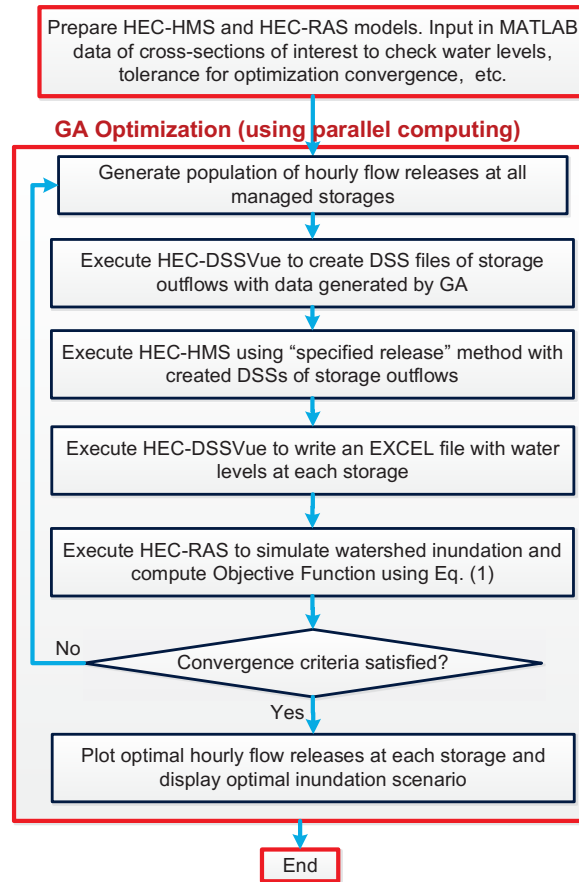 Prepare HEC-HMS and HEC-RAS models. Input in MATLAB
data of cross-sections of interest to check water levels,
tolerance for optimization convergence, etc.
GA Optimization (using parallel computing)
Generate population of hourly flow releases at all
managed storages
Execute HEC-DSSVue to create DSS files of storage
outflows with data generated by GA
Execute HEC-HMS using “specified release” method with
created DSSs of storage outflows
Execute HEC-DSSVue to write an EXCEL file with water
levels at each storage
Execute HEC-RAS to simulate watershed inundation and
compute Objective Function using Eq. (1)
No
Convergence criteria satisfied?
Yes
Plot optimal hourly flow releases at each storage and
display optimal inundation scenario
End